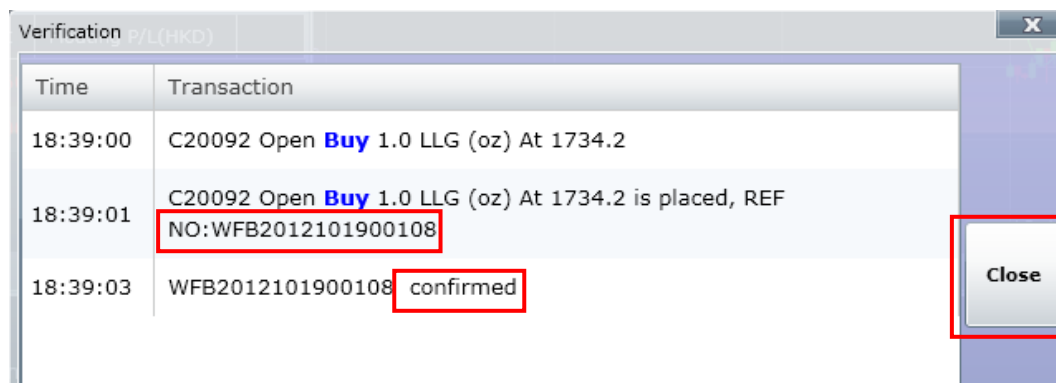 Verification
P/L(HKD)
X
Time Transaction
18:39:00 C20092 Open Buy 1.0 LLG (oz) At 1734.2
18:39:01 C20092 Open Buy 1.0 LLG (oz) At 1734.2 is placed, REF
NO:WFB2012101900108
18:39:03 WFB2012101900108 confirmed
Close